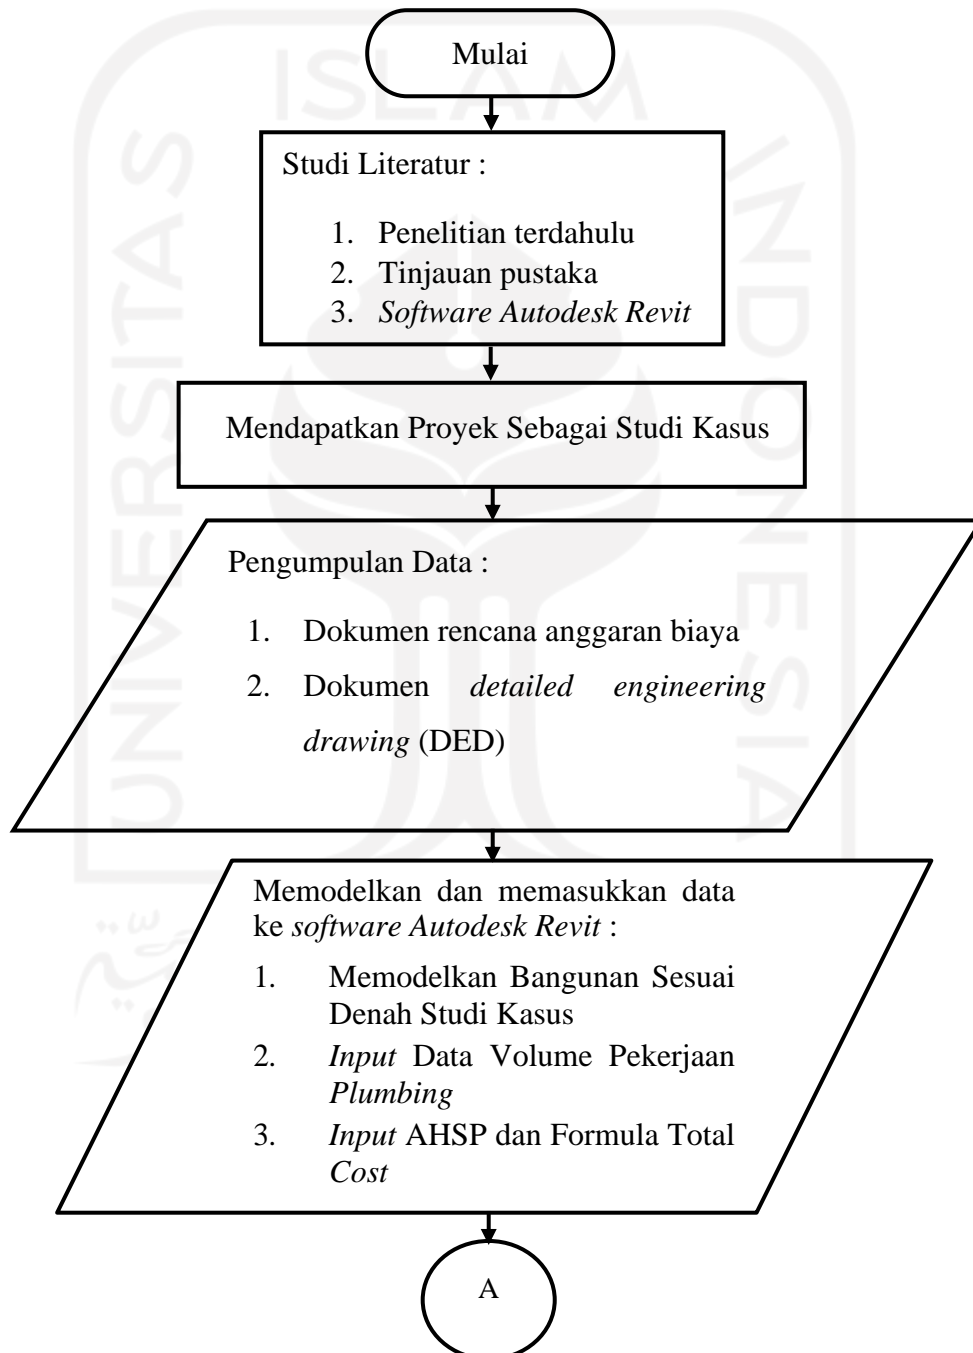 Mulai
Studi Literatur :
1. Penelitian terdahulu
2. Tinjauan pustaka
3. Software Autodesk Revit
Mendapatkan Proyek Sebagai Studi Kasus
Pengumpulan Data :
1. Dokumen rencana anggaran biaya
2. Dokumen detailed engineering
drawing (DED)
Memodelkan dan memasukkan data
ke software Autodesk Revit :
1. Memodelkan Bangunan Sesuai
Denah Studi Kasus
2. Input Data Volume Pekerjaan
Plumbing
3. Input AHSP dan Formula Total
Cost
A
UNIVERSITAS
ISLAM
INDONESIA